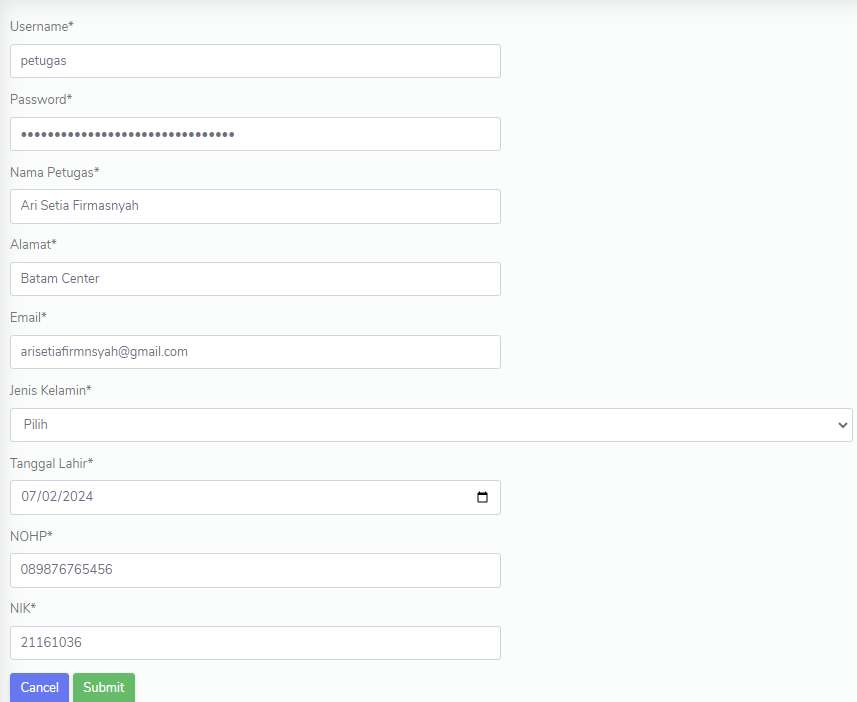 Username*
petugas
Password*
••••••••••••••••••••••••••••••••
Nama Petugas*
Ari Setia Firmasnyah
Alamat*
Batam Center
Email*
arisetiafirmnsyah@gmail.com
Jenis Kelamin*
Pilih
Tanggal Lahir*
07/02/2024
NOHP*
089876765456
NIK*
21161036
Cancel Submit